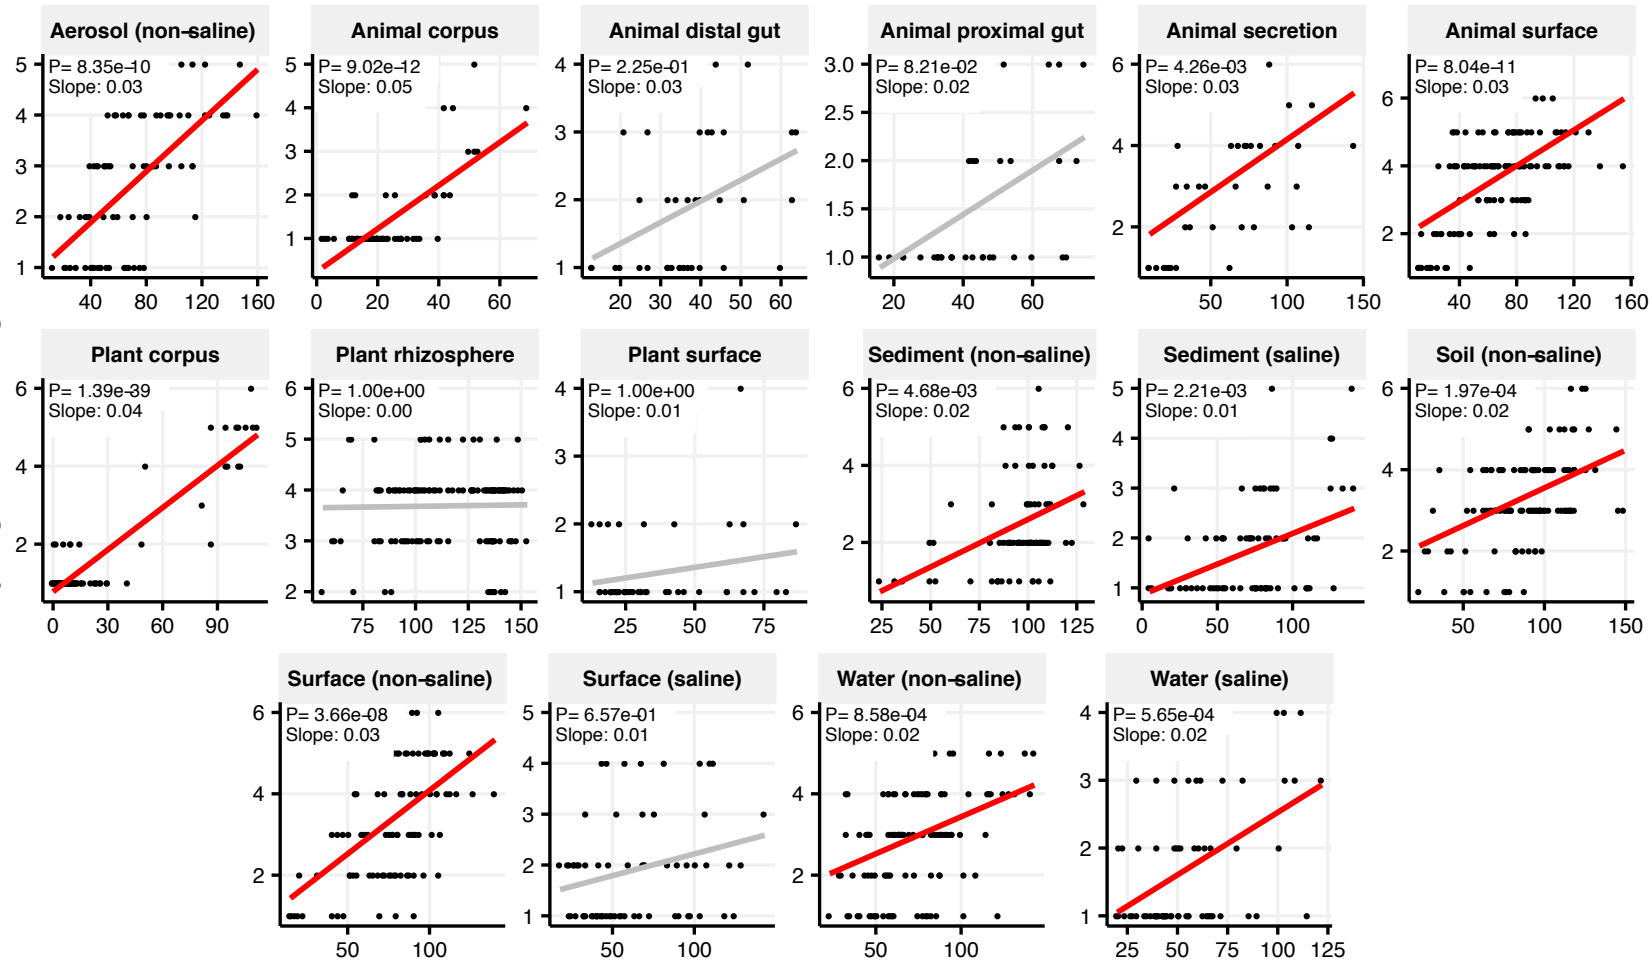 Aerosol (non-saline) Animal corpus Animal distal gut Animal proximal gut Animal secretion Animal surface
P= 8.35e-10 P= 9.02e-12 P= 2.25e-01 P= 8.21e-02 P= 4.26e-03 P= 8.04e-11
Slope: 0.03 Slope: 0.05 Slope: 0.03 Slope: 0.02 Slope: 0.03 Slope: 0.03
5 4 3 2 1
5 4 3 2 1
4 3 2 1
3.0 2.5 2.0 1.5 1.0
6 4 2
6 4 2
40 80 120 160 0 20 40 60 20 30 40 50 60 20 40 60 50 100 150 40 80 120 160
Plant corpus Plant rhizosphere Plant surface Sediment (non-saline) Sediment (saline) Soil (non-saline)
P= 1.39e-39 P= 1.00e+00 P= 1.00e+00 P= 4.68e-03 P= 2.21e-03 P= 1.97e-04
Slope: 0.04 Slope: 0.00 Slope: 0.01 Slope: 0.02 Slope: 0.01 Slope: 0.02
6 4 2
6 5 4 3 2
4 3 2 1
6 4 2
5 4 3 2 1
6 4 2
0 30 60 90 75 100 125 150 25 50 75 25 50 75 100 125 0 50 100 50 100 150
Surface (non-saline) Surface (saline) Water (non-saline) Water (saline)
P= 3.66e-08 P= 6.57e-01 P= 8.58e-04 P= 5.65e-04
Slope: 0.03 Slope: 0.01 Slope: 0.02 Slope: 0.02
6 4 2
5 4 3 2 1
6 4 2
4 3 2 1
50 100 50 100 50 100 25 50 75 100 125